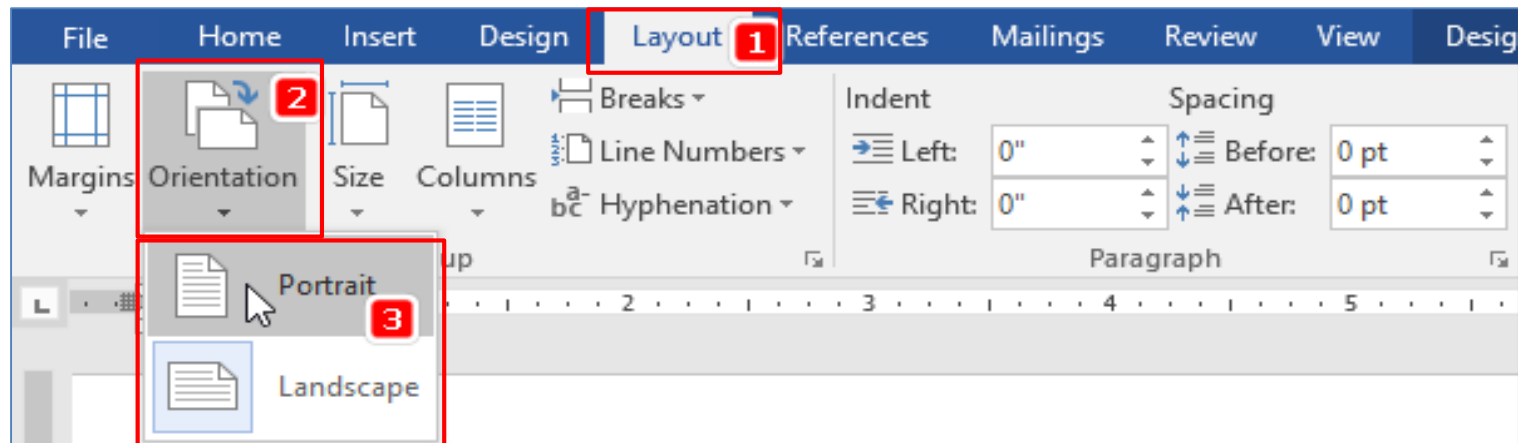 File Home Insert Design Layout 1 References Mailings Review View Desig
2 Breaks Indent Spacing
Line Numbers Left: 0" Before: 0 pt
Margins Orientation Size Columns
Hyphenation Right: 0" After: 0 pt
up Paragraph
Portrait
3
L 2 3 4 5
Landscape